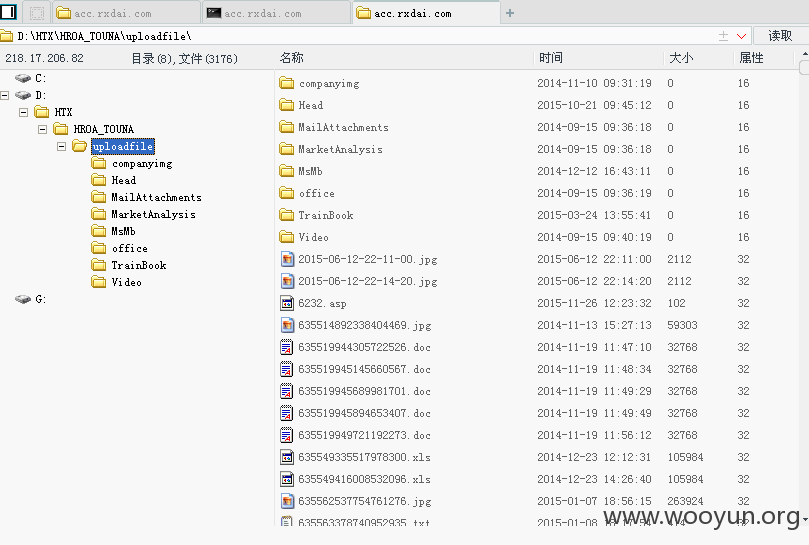 acc.rxdai.com
acc.rxdai.com
acc.rxdai.com
D:\HTX\HROA_TOUNA\uploadfile\
读取
218.17.206.82 目录(8),文件(3176) 名称 时间 大小 属性
C:
D:
HTX
HROA_TOUNA
uploadfile
companyimg
Head
MailAttachments
MarketAnalysis
MsMb
office
TrainBook
Video
G:
companyimg 2014-11-10 09:31:19 0 16
Head 2015-10-21 09:45:12 0 16
MailAttachments 2014-09-15 09:36:18 0 16
MarketAnalysis 2014-09-15 09:36:18 0 16
MsMb 2014-12-12 16:43:11 0 16
office 2014-09-15 09:36:19 0 16
TrainBook 2015-03-24 13:55:41 0 16
Video 2014-09-15 09:40:19 0 16
2015-06-12-22-11-00.jpg 2015-06-12 22:11:00 2112 32
2015-06-12-22-14-20.jpg 2015-06-12 22:14:20 2112 32
6232.asp 2015-11-26 12:23:32 102 32
635514892338404469.jpg 2014-11-13 15:27:13 59303 32
635519944305722526.doc 2014-11-19 11:47:10 32768 32
635519945145660567.doc 2014-11-19 11:48:34 32768 32
635519945689981701.doc 2014-11-19 11:49:29 32768 32
635519945894653407.doc 2014-11-19 11:49:49 32768 32
635519949721192273.doc 2014-11-19 11:56:12 32768 32
635549335517978300.xls 2014-12-23 12:12:31 105984 32
635549416008532096.xls 2014-12-23 14:26:40 105984 32
635562537754761276.jpg 2015-01-07 18:56:15 263924 32
635563378740952935.txt 2015-01-08 32
www.wooyun.org